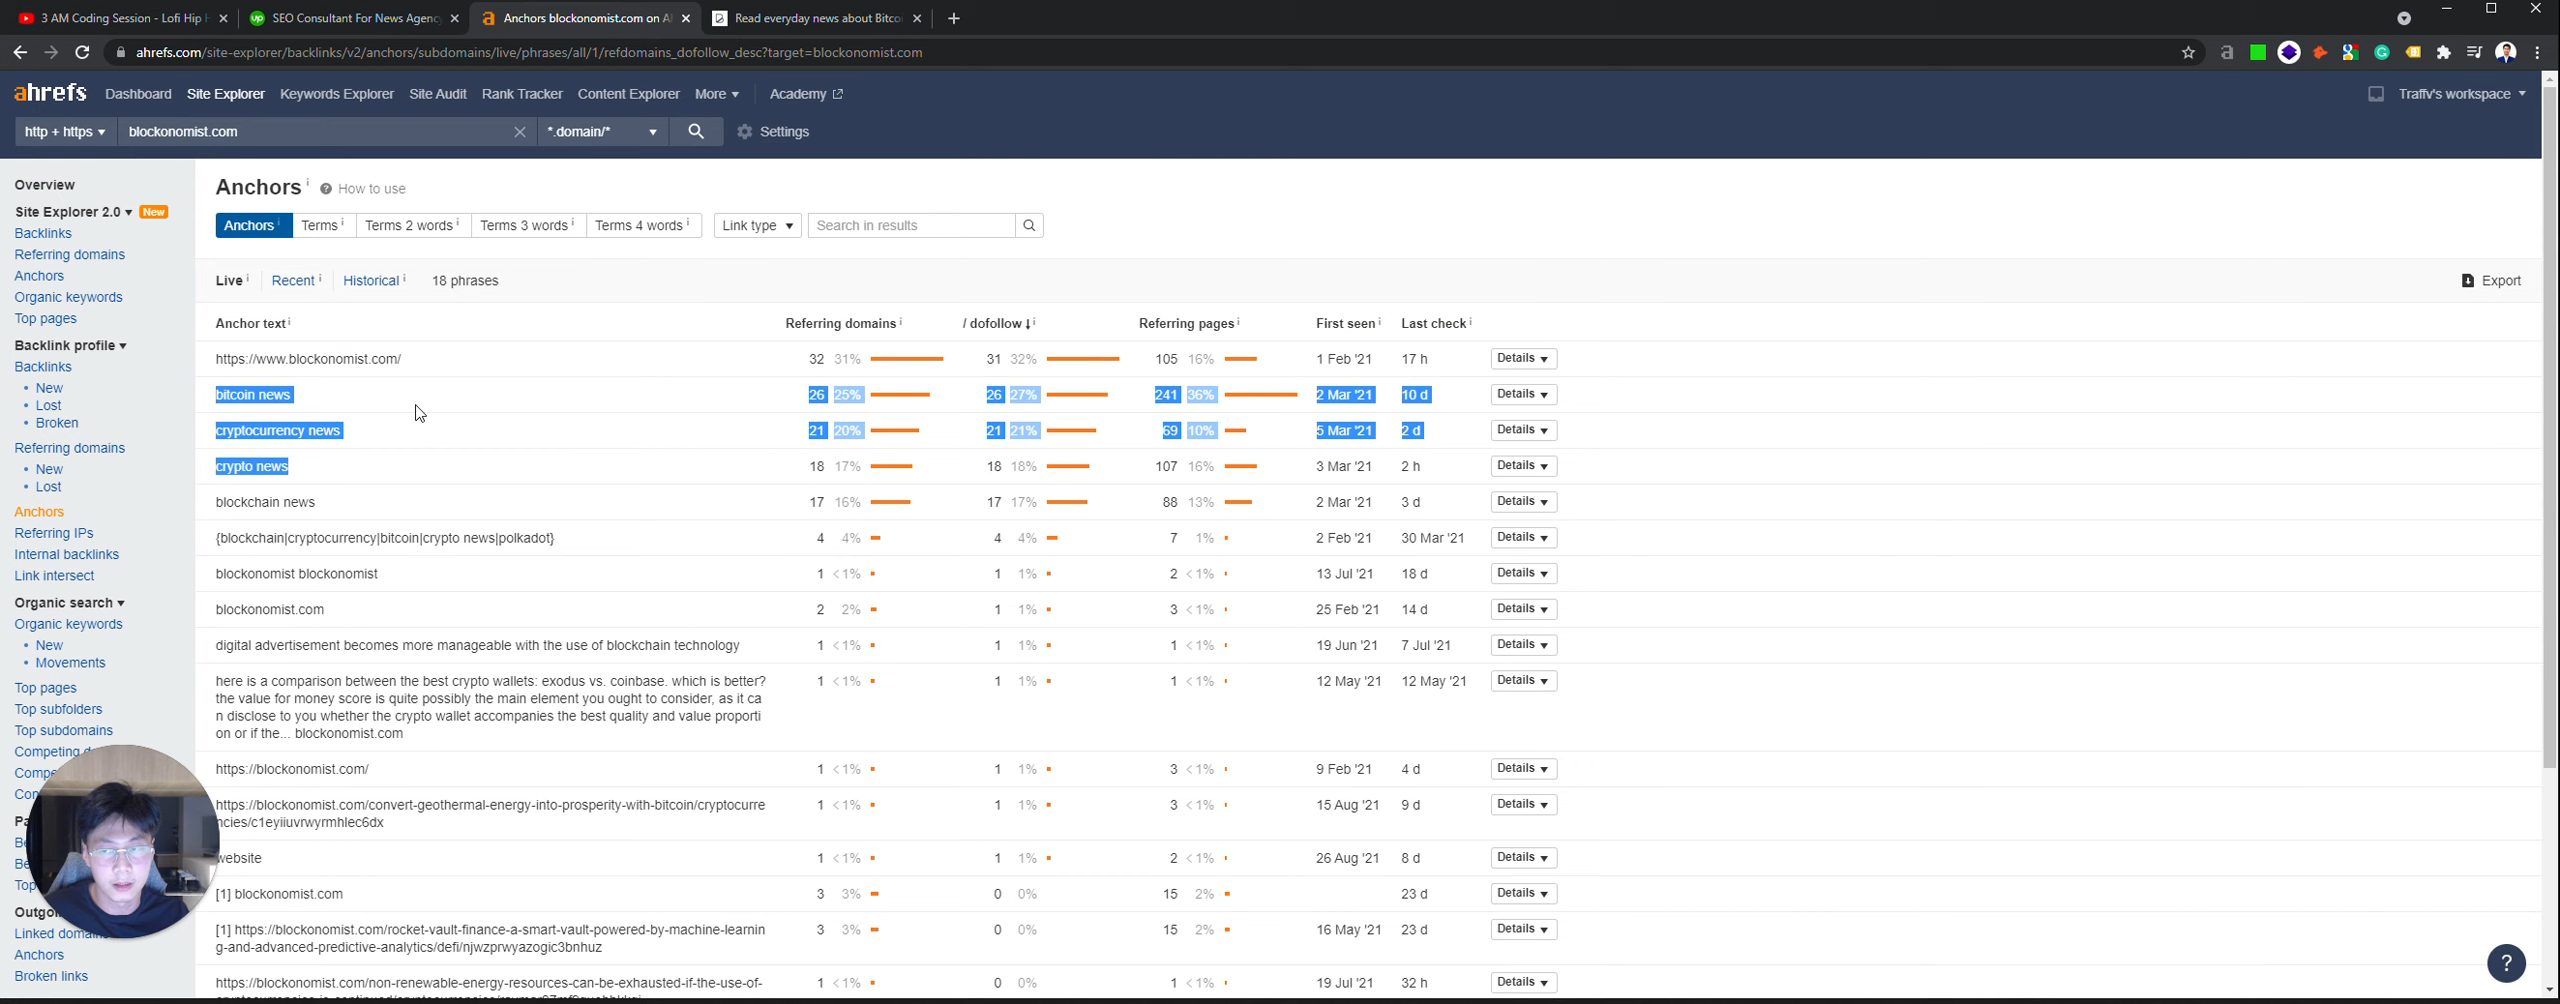 3 AM Coding Session - Lofi Hip H
SEO Consultant For News Agency
Anchors blockonomist.com on A
Read everyday news about Bitco
ahrefs.com/site-explorer/backlinks/v2/anchors/subdomains/live/phrases/all/1/refdomains_dofollow_desc?target=blockonomist.com
ahrefs Dashboard Site Explorer Keywords Explorer Site Audit Rank Tracker Content Explorer More Academy Traffv's workspace
http + https blockonomist.com *.domain/* Settings
Overview
Site Explorer 2.0 New
Backlinks
Referring domains
Anchors
Organic keywords
Top pages
Backlink profile
Backlinks
• New
• Lost
• Broken
Referring domains
• New
• Lost
Anchors
Referring IPs
Internal backlinks
Link intersect
Organic search
Organic keywords
• New
• Movements
Top pages
Top subfolders
Top subdomains
Competing
Linked domains
Anchors
Broken links
Anchors How to use
Anchors Terms Terms 2 words Terms 3 words Terms 4 words Link type Search in results
Live Recent Historical 18 phrases Export
Anchor text Referring domains / dofollow Referring pages First seen Last check
https://www.blockonomist.com/ 32 31% 31 32% 105 16% 1 Feb '21 17 h Details
bitcoin news 26 25% 26 27% 241 36% 2 Mar '21 10 d Details
cryptocurrency news 21 20% 21 21% 69 10% 5 Mar '21 2 d Details
crypto news 18 17% 18 18% 107 16% 3 Mar '21 2 h Details
blockchain news 17 16% 17 17% 88 13% 2 Mar '21 3 d Details
{blockchain|cryptocurrency|bitcoin|crypto news|polkadot} 4 4% 4 4% 7 1% 2 Feb '21 30 Mar '21 Details
blockonomist blockonomist 1 <1% 1 1% 2 <1% 13 Jul '21 18 d Details
blockonomist.com 2 2% 1 1% 3 <1% 25 Feb '21 14 d Details
digital advertisement becomes more manageable with the use of blockchain technology 1 <1% 1 1% 1 <1% 19 Jun '21 7 Jul '21 Details
here is a comparison between the best crypto wallets: exodus vs. coinbase. which is better? 1 <1% 1 1% 1 <1% 12 May '21 12 May '21 Details
the value for money score is quite possibly the main element you ought to consider, as it ca
n disclose to you whether the crypto wallet accompanies the best quality and value proporti
on or if the... blockonomist.com
https://blockonomist.com/ 1 <1% 1 1% 3 <1% 9 Feb '21 4 d Details
https://blockonomist.com/convert-geothermal-energy-into-prosperity-with-bitcoin/cryptocurre 1 <1% 1 1% 3 <1% 15 Aug '21 9 d Details
ncies/c1eyiiuvrwyrmhlec6dx
website 1 <1% 1 1% 2 <1% 26 Aug '21 8 d Details
[1] blockonomist.com 3 3% 0 0% 15 2% 23 d Details
[1] https://blockonomist.com/rocket-vault-finance-a-smart-vault-powered-by-machine-learnin 3 3% 0 0% 15 2% 16 May '21 23 d Details
g-and-advanced-predictive-analytics/defi/njwzprwyazogic3bnhuz
https://blockonomist.com/non-renewable-energy-resources-can-be-exhausted-if-the-use-of- 1 <1% 0 0% 1 <1% 19 Jul '21 32 h Details
?